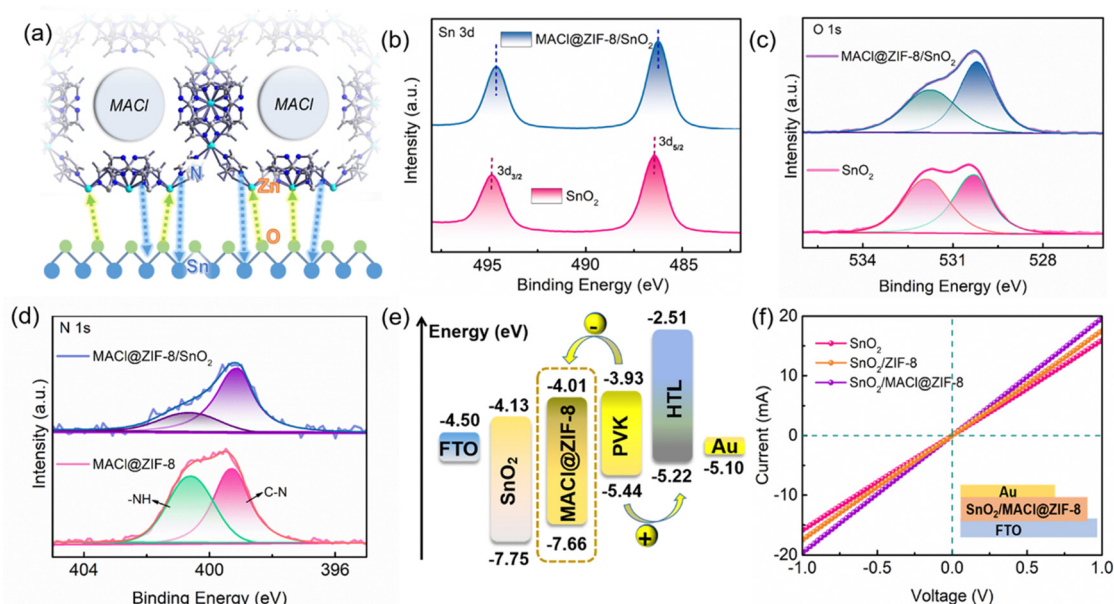 (a)
MACl
MACl
N
Zn
O
Sn
(b)
Sn 3d
MACl@ZIF-8/SnO₂
3d₅/₂
3d₃/₂
SnO₂
Intensity (a.u.)
495
490
485
Binding Energy (eV)
(c)
O 1s
MACl@ZIF-8/SnO₂
SnO₂
Intensity (a.u.)
534
531
528
Binding Energy (eV)
(d)
N 1s
MACl@ZIF-8/SnO₂
MACl@ZIF-8
-NH
C-N
Intensity (a.u.)
404
400
396
Binding Energy (eV)
(e)
Energy (eV)
-
-2.51
-4.01
-3.93
-4.13
-4.50
FTO
SnO₂
MACl@ZIF-8
PVK
HTL
Au
-5.10
-5.44
-5.22
+
-7.66
-7.75
(f)
20
10
0
-10
-20
Current (mA)
SnO₂
SnO₂/ZIF-8
SnO₂/MACl@ZIF-8
Au
SnO₂/MACl@ZIF-8
FTO
-1.0
-0.5
0.0
0.5
1.0
Voltage (V)